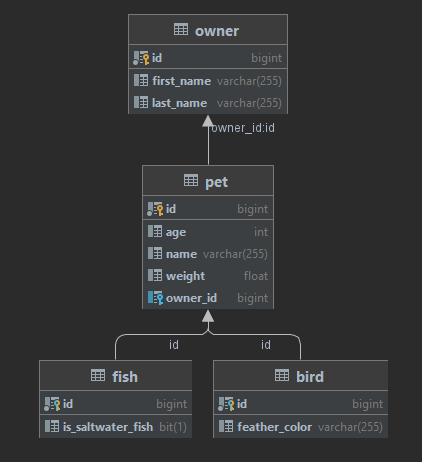 owner
id bigint
first_name varchar(255)
last_name varchar(255)
owner_id:id
pet
id bigint
age int
name varchar(255)
weight float
owner_id bigint
id id
fish bird
id bigint id bigint
is_saltwater_fish bit(1) feather_color varchar(255)